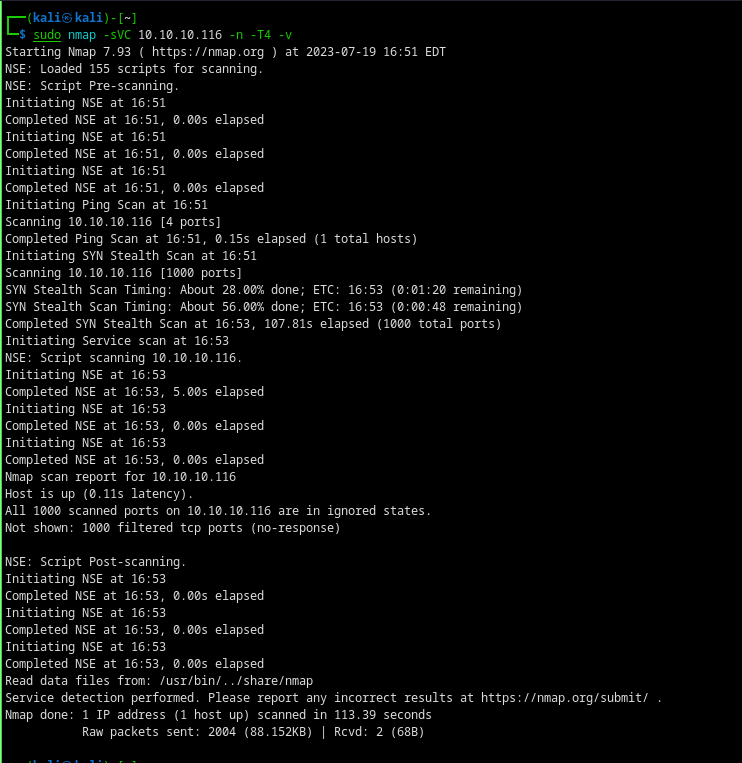 (kali㉿kali)-[~]
$ sudo nmap -sVC 10.10.10.116 -n -T4 -v
Starting Nmap 7.93 ( https://nmap.org ) at 2023-07-19 16:51 EDT
NSE: Loaded 155 scripts for scanning.
NSE: Script Pre-scanning.
Initiating NSE at 16:51
Completed NSE at 16:51, 0.00s elapsed
Initiating NSE at 16:51
Completed NSE at 16:51, 0.00s elapsed
Initiating NSE at 16:51
Completed NSE at 16:51, 0.00s elapsed
Initiating Ping Scan at 16:51
Scanning 10.10.10.116 [4 ports]
Completed Ping Scan at 16:51, 0.15s elapsed (1 total hosts)
Initiating SYN Stealth Scan at 16:51
Scanning 10.10.10.116 [1000 ports]
SYN Stealth Scan Timing: About 28.00% done; ETC: 16:53 (0:01:20 remaining)
SYN Stealth Scan Timing: About 56.00% done; ETC: 16:53 (0:00:48 remaining)
Completed SYN Stealth Scan at 16:53, 107.81s elapsed (1000 total ports)
Initiating Service scan at 16:53
NSE: Script scanning 10.10.10.116.
Initiating NSE at 16:53
Completed NSE at 16:53, 5.00s elapsed
Initiating NSE at 16:53
Completed NSE at 16:53, 0.00s elapsed
Initiating NSE at 16:53
Completed NSE at 16:53, 0.00s elapsed
Nmap scan report for 10.10.10.116
Host is up (0.11s latency).
All 1000 scanned ports on 10.10.10.116 are in ignored states.
Not shown: 1000 filtered tcp ports (no-response)
NSE: Script Post-scanning.
Initiating NSE at 16:53
Completed NSE at 16:53, 0.00s elapsed
Initiating NSE at 16:53
Completed NSE at 16:53, 0.00s elapsed
Initiating NSE at 16:53
Completed NSE at 16:53, 0.00s elapsed
Read data files from: /usr/bin/../share/nmap
Service detection performed. Please report any incorrect results at https://nmap.org/submit/ .
Nmap done: 1 IP address (1 host up) scanned in 113.39 seconds
Raw packets sent: 2004 (88.152KB) | Rcvd: 2 (68B)
(kali㉿kali)-[~]